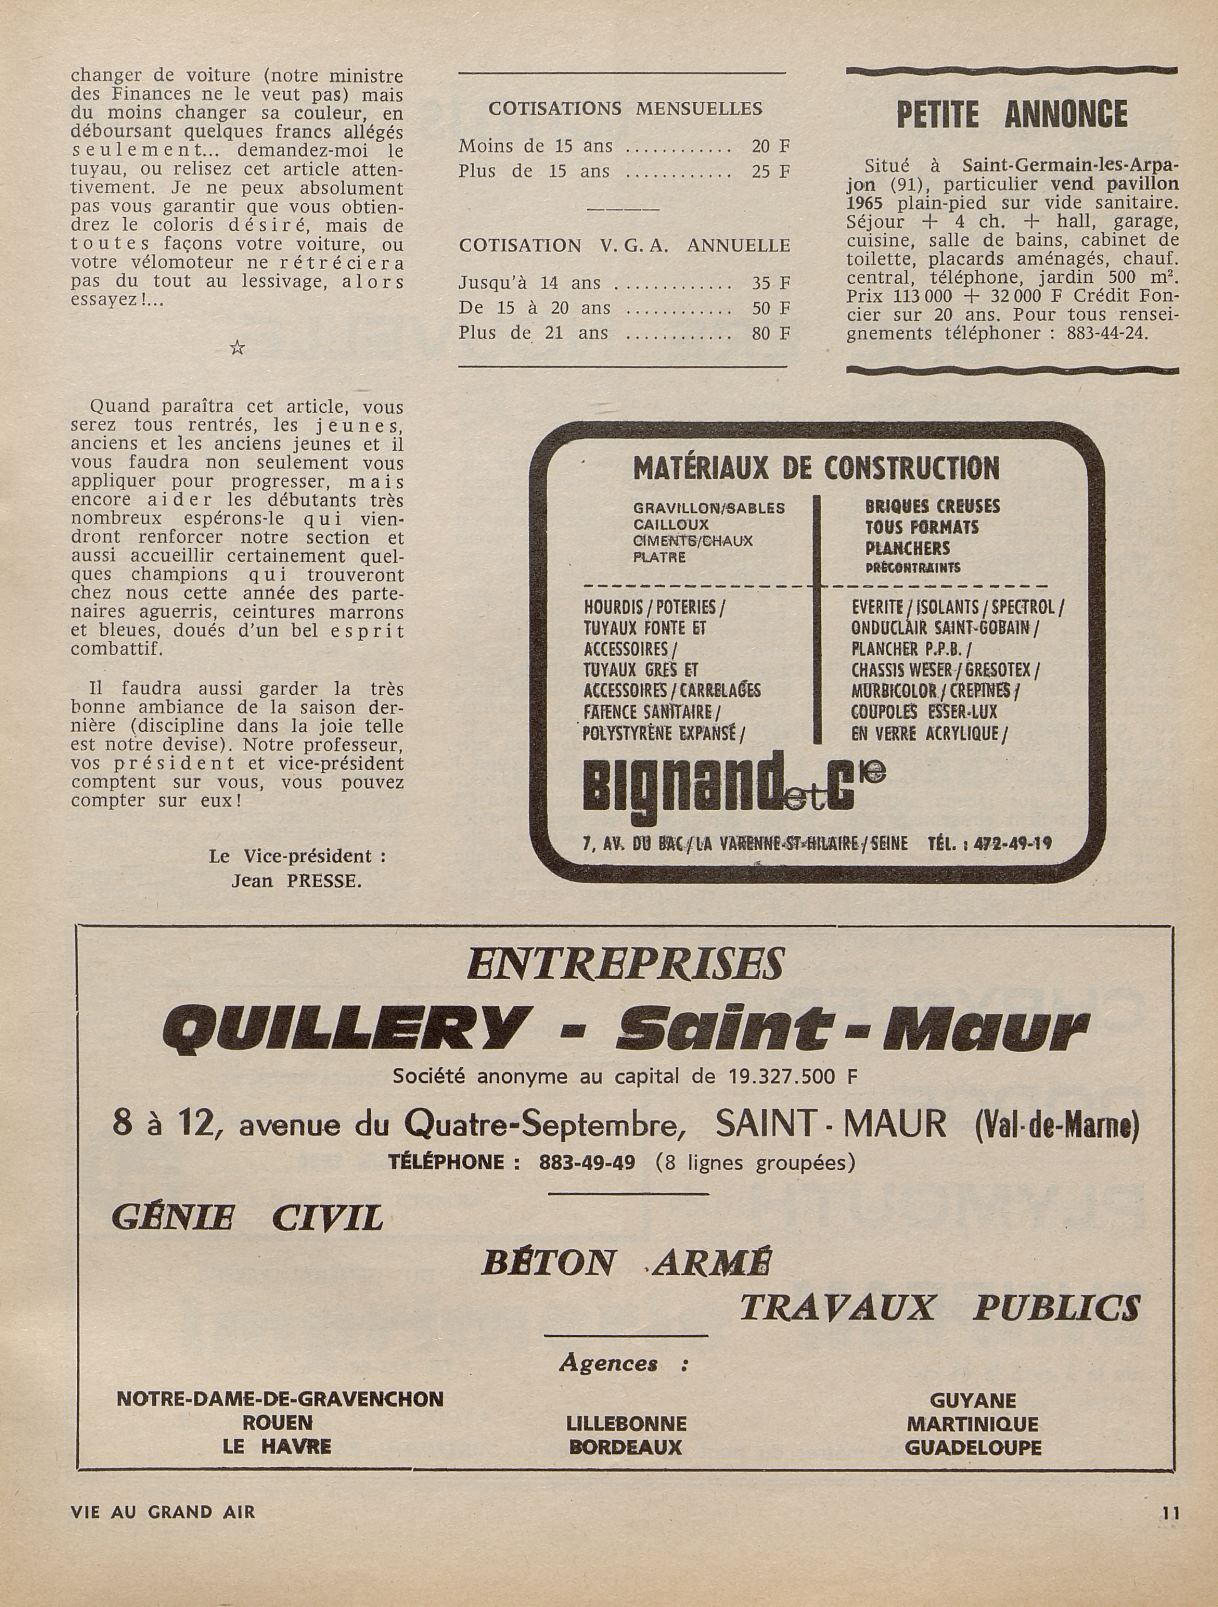 changer de voiture (notre ministre
des Finances ne le veut pas) mais
du moins changer sa couleur, en
déboursant quelques francs allégés
seulement... demandez-moi le
tuyau, ou relisez cet article atten-
tivement. Je ne peux absolument
pas vous garantir que vous obtien-
drez le coloris désiré, mais de
toutes façons votre voiture, ou
votre vélomoteur ne rétréciera
pas du tout au lessivage, alors
essayez !...
☆
Quand paraîtra cet article, vous
serez tous rentrés, les jeunes,
anciens et les anciens jeunes et il
vous faudra non seulement vous
appliquer pour progresser, mais
encore aider les débutants très
nombreux espérons-le qui vien-
dront renforcer notre section et
aussi accueillir certainement quel-
ques champions qui trouveront
chez nous cette année des parte-
naires aguerris, ceintures marrons
et bleues, doués d'un bel esprit
combattif.
Il faudra aussi garder la très
bonne ambiance de la saison der-
nière (discipline dans la joie telle
est notre devise). Notre professeur,
vos président et vice-président
comptent sur vous, vous pouvez
compter sur eux !
Le Vice-président :
Jean PRESSE.
COTISATIONS MENSUELLES
Moins de 15 ans ............ 20 F
Plus de 15 ans ............ 25 F
COTISATION V. G. A. ANNUELLE
Jusqu'à 14 ans ............ 35 F
De 15 à 20 ans ............ 50 F
Plus de 21 ans ............ 80 F
PETITE ANNONCE
Situé à Saint-Germain-les-Arpa-
jon (91), particulier vend pavillon
1965 plain-pied sur vide sanitaire.
Séjour + 4 ch. + hall, garage,
cuisine, salle de bains, cabinet de
toilette, placards aménagés, chauf.
central, téléphone, jardin 500 m².
Prix 113 000 + 32 000 F Crédit Fon-
cier sur 20 ans. Pour tous rensei-
gnements téléphoner : 883-44-24.
MATÉRIAUX DE CONSTRUCTION
GRAVILLON/SABLES
CAILLOUX
CIMENTS/CHAUX
PLATRE
BRIQUES CREUSES
TOUS FORMATS
PLANCHERS
PRÉCONTRAINTS
HOURDIS / POTERIES /
TUYAUX FONTE ET
ACCESSOIRES /
TUYAUX GRES ET
ACCESSOIRES / CARRELAGES
FAIENCE SANITAIRE /
POLYSTYRÈNE EXPANSÉ /
EVERITE / ISOLANTS / SPECTROL /
ONDUCLAIR SAINT-GOBAIN /
PLANCHER P.P.B. /
CHASSIS WESER / GRESOTEX /
MURBICOLOR / CREPINES /
COUPOLES ESSER-LUX
EN VERRE ACRYLIQUE /
Bignand et Cie
7, AV. DU BAC / LA VARENNE-ST-HILAIRE / SEINE TÉL. : 472-49-19
ENTREPRISES
QUILLERY - Saint-Maur
Société anonyme au capital de 19.327.500 F
8 à 12, avenue du Quatre-Septembre, SAINT-MAUR (Val-de-Marne)
TÉLÉPHONE : 883-49-49 (8 lignes groupées)
GÉNIE CIVIL
BÉTON ARMÉ
TRAVAUX PUBLICS
Agences :
NOTRE-DAME-DE-GRAVENCHON
ROUEN
LE HAVRE
LILLEBONNE
BORDEAUX
GUYANE
MARTINIQUE
GUADELOUPE
VIE AU GRAND AIR
11